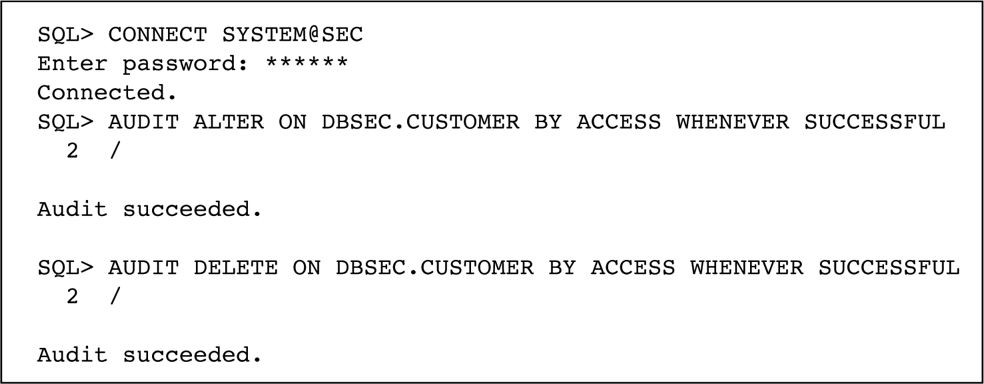 SQL> CONNECT SYSTEM@SEC
Enter password: ******
Connected.
SQL> AUDIT ALTER ON DBSEC.CUSTOMER BY ACCESS WHENEVER SUCCESSFUL
  2  /
Audit succeeded.
SQL> AUDIT DELETE ON DBSEC.CUSTOMER BY ACCESS WHENEVER SUCCESSFUL
  2  /
Audit succeeded.